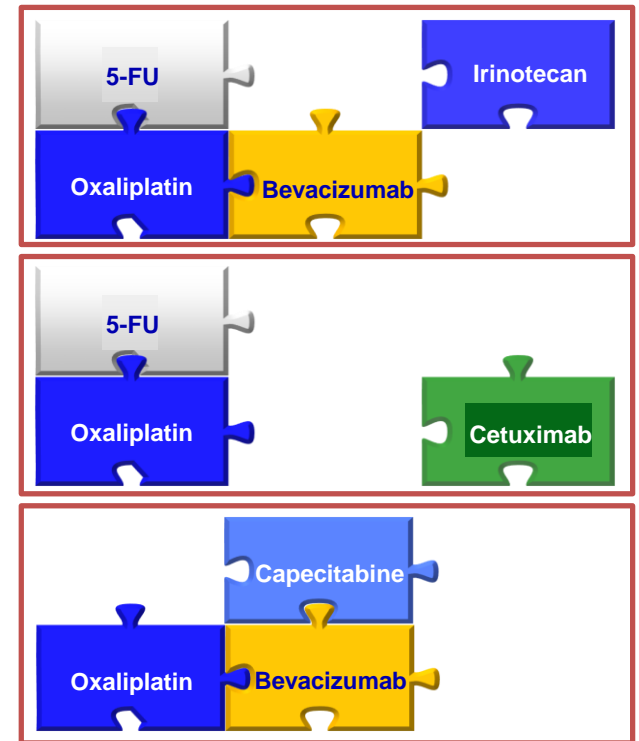 5-FU
Irinotecan
Oxaliplatin
Bevacizumab
5-FU
Oxaliplatin
Cetuximab
Capecitabine
Oxaliplatin
Bevacizumab